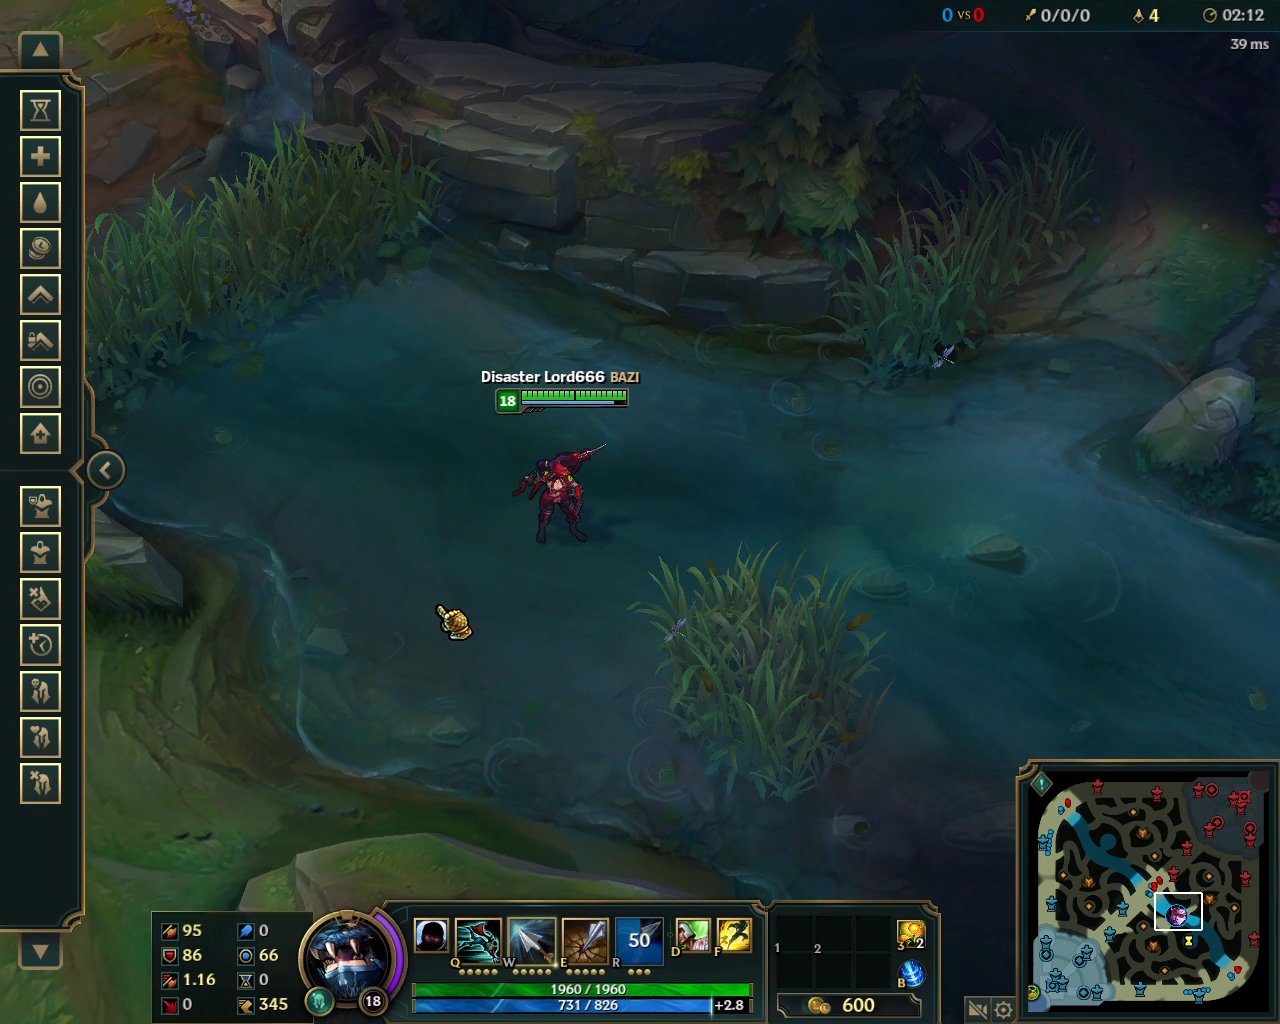 0 vs 0 0/0/0 4 02:12
39 ms
Disaster Lord666 BAZI
18
95 0
86 66
1.16 0
0 345
18
50
Q W E R D F
1960 / 1960
731 / 826 +2.8
1 2 3 2
B
600